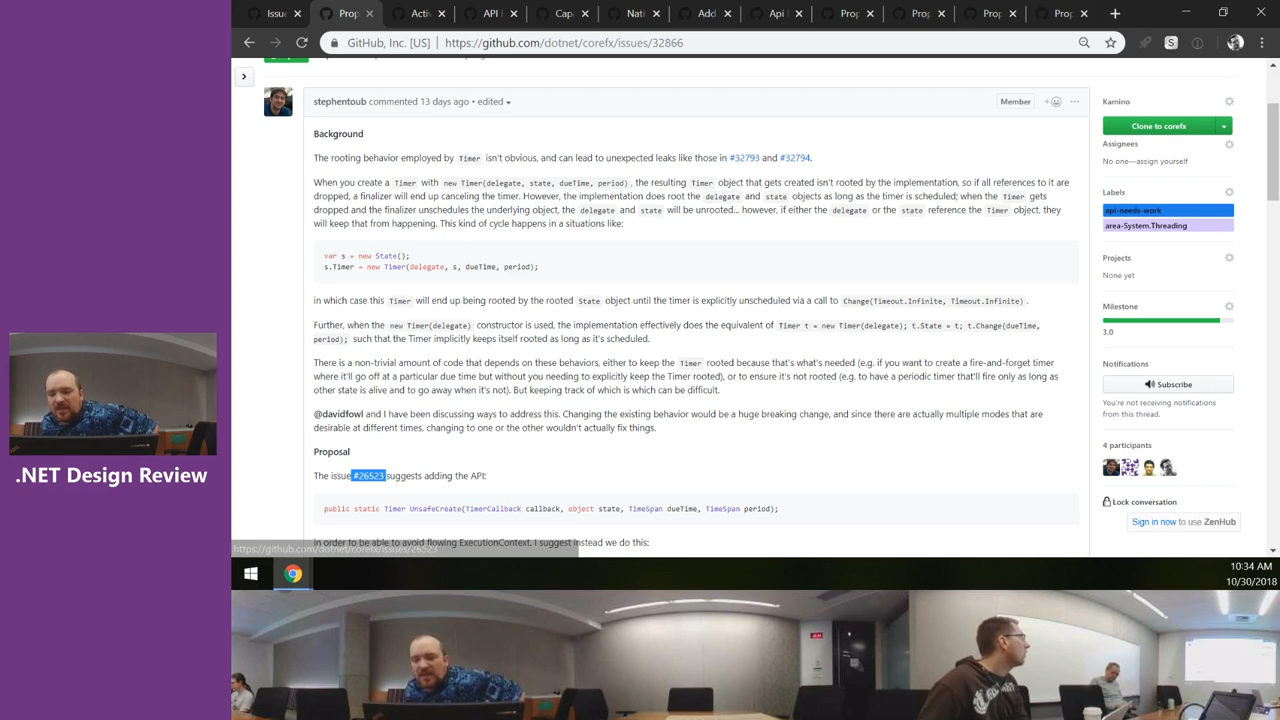 Issu
Prop
Activ
API I
Cap
Nati
Add
Api I
Prop
Prop
Prop
Prop
GitHub, Inc. [US] | https://github.com/dotnet/corefx/issues/32866
stephentoub commented 13 days ago • edited
Member
Background
The rooting behavior employed by Timer isn't obvious, and can lead to unexpected leaks like those in #32793 and #32794.
When you create a Timer with new Timer(delegate, state, dueTime, period), the resulting Timer object that gets created isn't rooted by the implementation, so if all references to it are
dropped, a finalizer will end up canceling the timer. However, the implementation does root the delegate and state objects as long as the timer is scheduled; when the Timer gets
dropped and the finalizer unschedules the underlying object, the delegate and state will be unrooted... however, if either the delegate or the state reference the Timer object, they
will keep that from happening. This kind of cycle happens in a situations like:
var s = new State();
s.Timer = new Timer(delegate, s, dueTime, period);
in which case this Timer will end up being rooted by the rooted State object until the timer is explicitly unscheduled via a call to Change(Timeout.Infinite, Timeout.Infinite).
Further, when the new Timer(delegate) constructor is used, the implementation effectively does the equivalent of Timer t = new Timer(delegate); t.State = t; t.Change(dueTime,
period); such that the Timer implicitly keeps itself rooted as long as it's scheduled.
There is a non-trivial amount of code that depends on these behaviors, either to keep the Timer rooted because that's what's needed (e.g. if you want to create a fire-and-forget timer
where it'll go off at a particular due time but without you needing to explicitly keep the Timer rooted), or to ensure it's not rooted (e.g. to have a periodic timer that'll fire only as long as
other state is alive and to go away when it's not). But keeping track of which is which can be difficult.
@davidfowl and I have been discussing ways to address this. Changing the existing behavior would be a huge breaking change, and since there are actually multiple modes that are
desirable at different times, changing to one or the other wouldn't actually fix things.
Proposal
The issue #26523 suggests adding the API:
public static Timer UnsafeCreate(TimerCallback callback, object state, TimeSpan dueTime, TimeSpan period);
in order to be able to avoid flowing ExecutionContext. I suggest instead we do this:
https://github.com/dotnet/corefx/issues/26523
Kamino
Clone to corefx
Assignees
No one—assign yourself
Labels
api-needs-work
area-System.Threading
Projects
None yet
Milestone
3.0
Notifications
Subscribe
You're not receiving notifications
from this thread.
4 participants
Lock conversation
Sign in now to use ZenHub
10:34 AM
10/30/2018
.NET Design Review